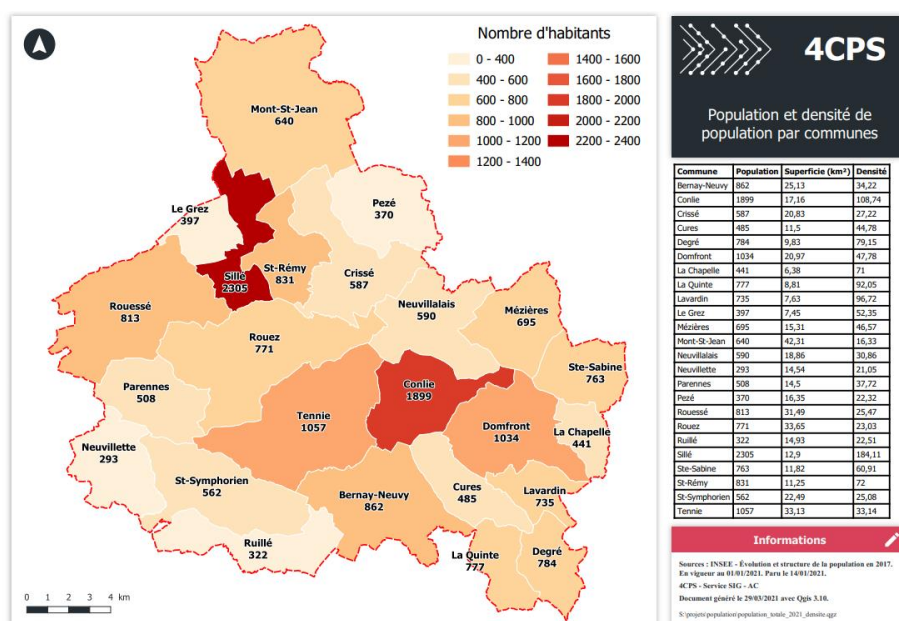 Nombre d'habitants
0 - 400
400 - 600
600 - 800
800 - 1000
1000 - 1200
1200 - 1400
1400 - 1600
1600 - 1800
1800 - 2000
2000 - 2200
2200 - 2400
Mont-St-Jean
640
Le Grez
397
Pezé
370
Sillé
2305
St-Rémy
831
Crissé
587
Rouessé
813
Neuvillalais
590
Mézières
695
Rouez
771
Ste-Sabine
763
Parennes
508
Conlie
1899
Tennie
1057
Domfront
1034
La Chapelle
441
Neuvillette
293
St-Symphorien
562
Bernay-Neuvy
862
Cures
485
Lavardin
735
Ruillé
322
La Quinte
777
Degré
784
0 1 2 3 4 km
4CPS
Population et densité de
population par communes
Commune Population Superficie (km²) Densité
Bernay-Neuvy 862 25,13 34,22
Conlie 1899 17,16 108,74
Crissé 587 20,83 27,22
Cures 485 11,5 44,78
Degré 784 9,83 79,15
Domfront 1034 20,97 47,78
La Chapelle 441 6,38 71
La Quinte 777 8,81 92,05
Lavardin 735 7,63 96,72
Le Grez 397 7,45 52,35
Mézières 695 15,31 46,57
Mont-St-Jean 640 42,31 16,33
Neuvillalais 590 18,86 30,86
Neuvillette 293 14,54 21,05
Parennes 508 14,5 37,72
Pezé 370 16,35 22,32
Rouessé 813 31,49 25,47
Rouez 771 33,65 23,03
Ruillé 322 14,93 22,51
Sillé 2305 12,9 184,11
Ste-Sabine 763 11,82 60,91
St-Rémy 831 11,25 72
St-Symphorien 562 22,49 25,08
Tennie 1057 33,13 33,14
Informations
Sources : INSEE - Évolution et structure de la population en 2017.
En vigueur au 01/01/2021. Paru le 14/01/2021.
4CPS - Service SIG - AC
Document généré le 29/03/2021 avec Qgis 3.10.
S:\projets\population\population_totale_2021_densite.qgz